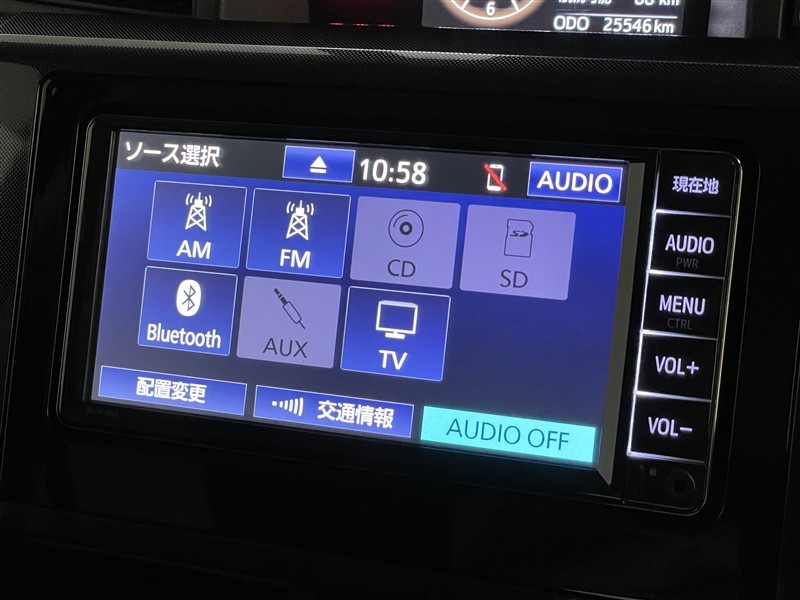 6
ODO 25546 km
ソース選択
10:58
AUDIO
現在地
AM
FM
CD
SD
AUDIO
PWR
Bluetooth
AUX
TV
MENU
CTRL
VOL+
配置変更
交通情報
AUDIO OFF
VOL-